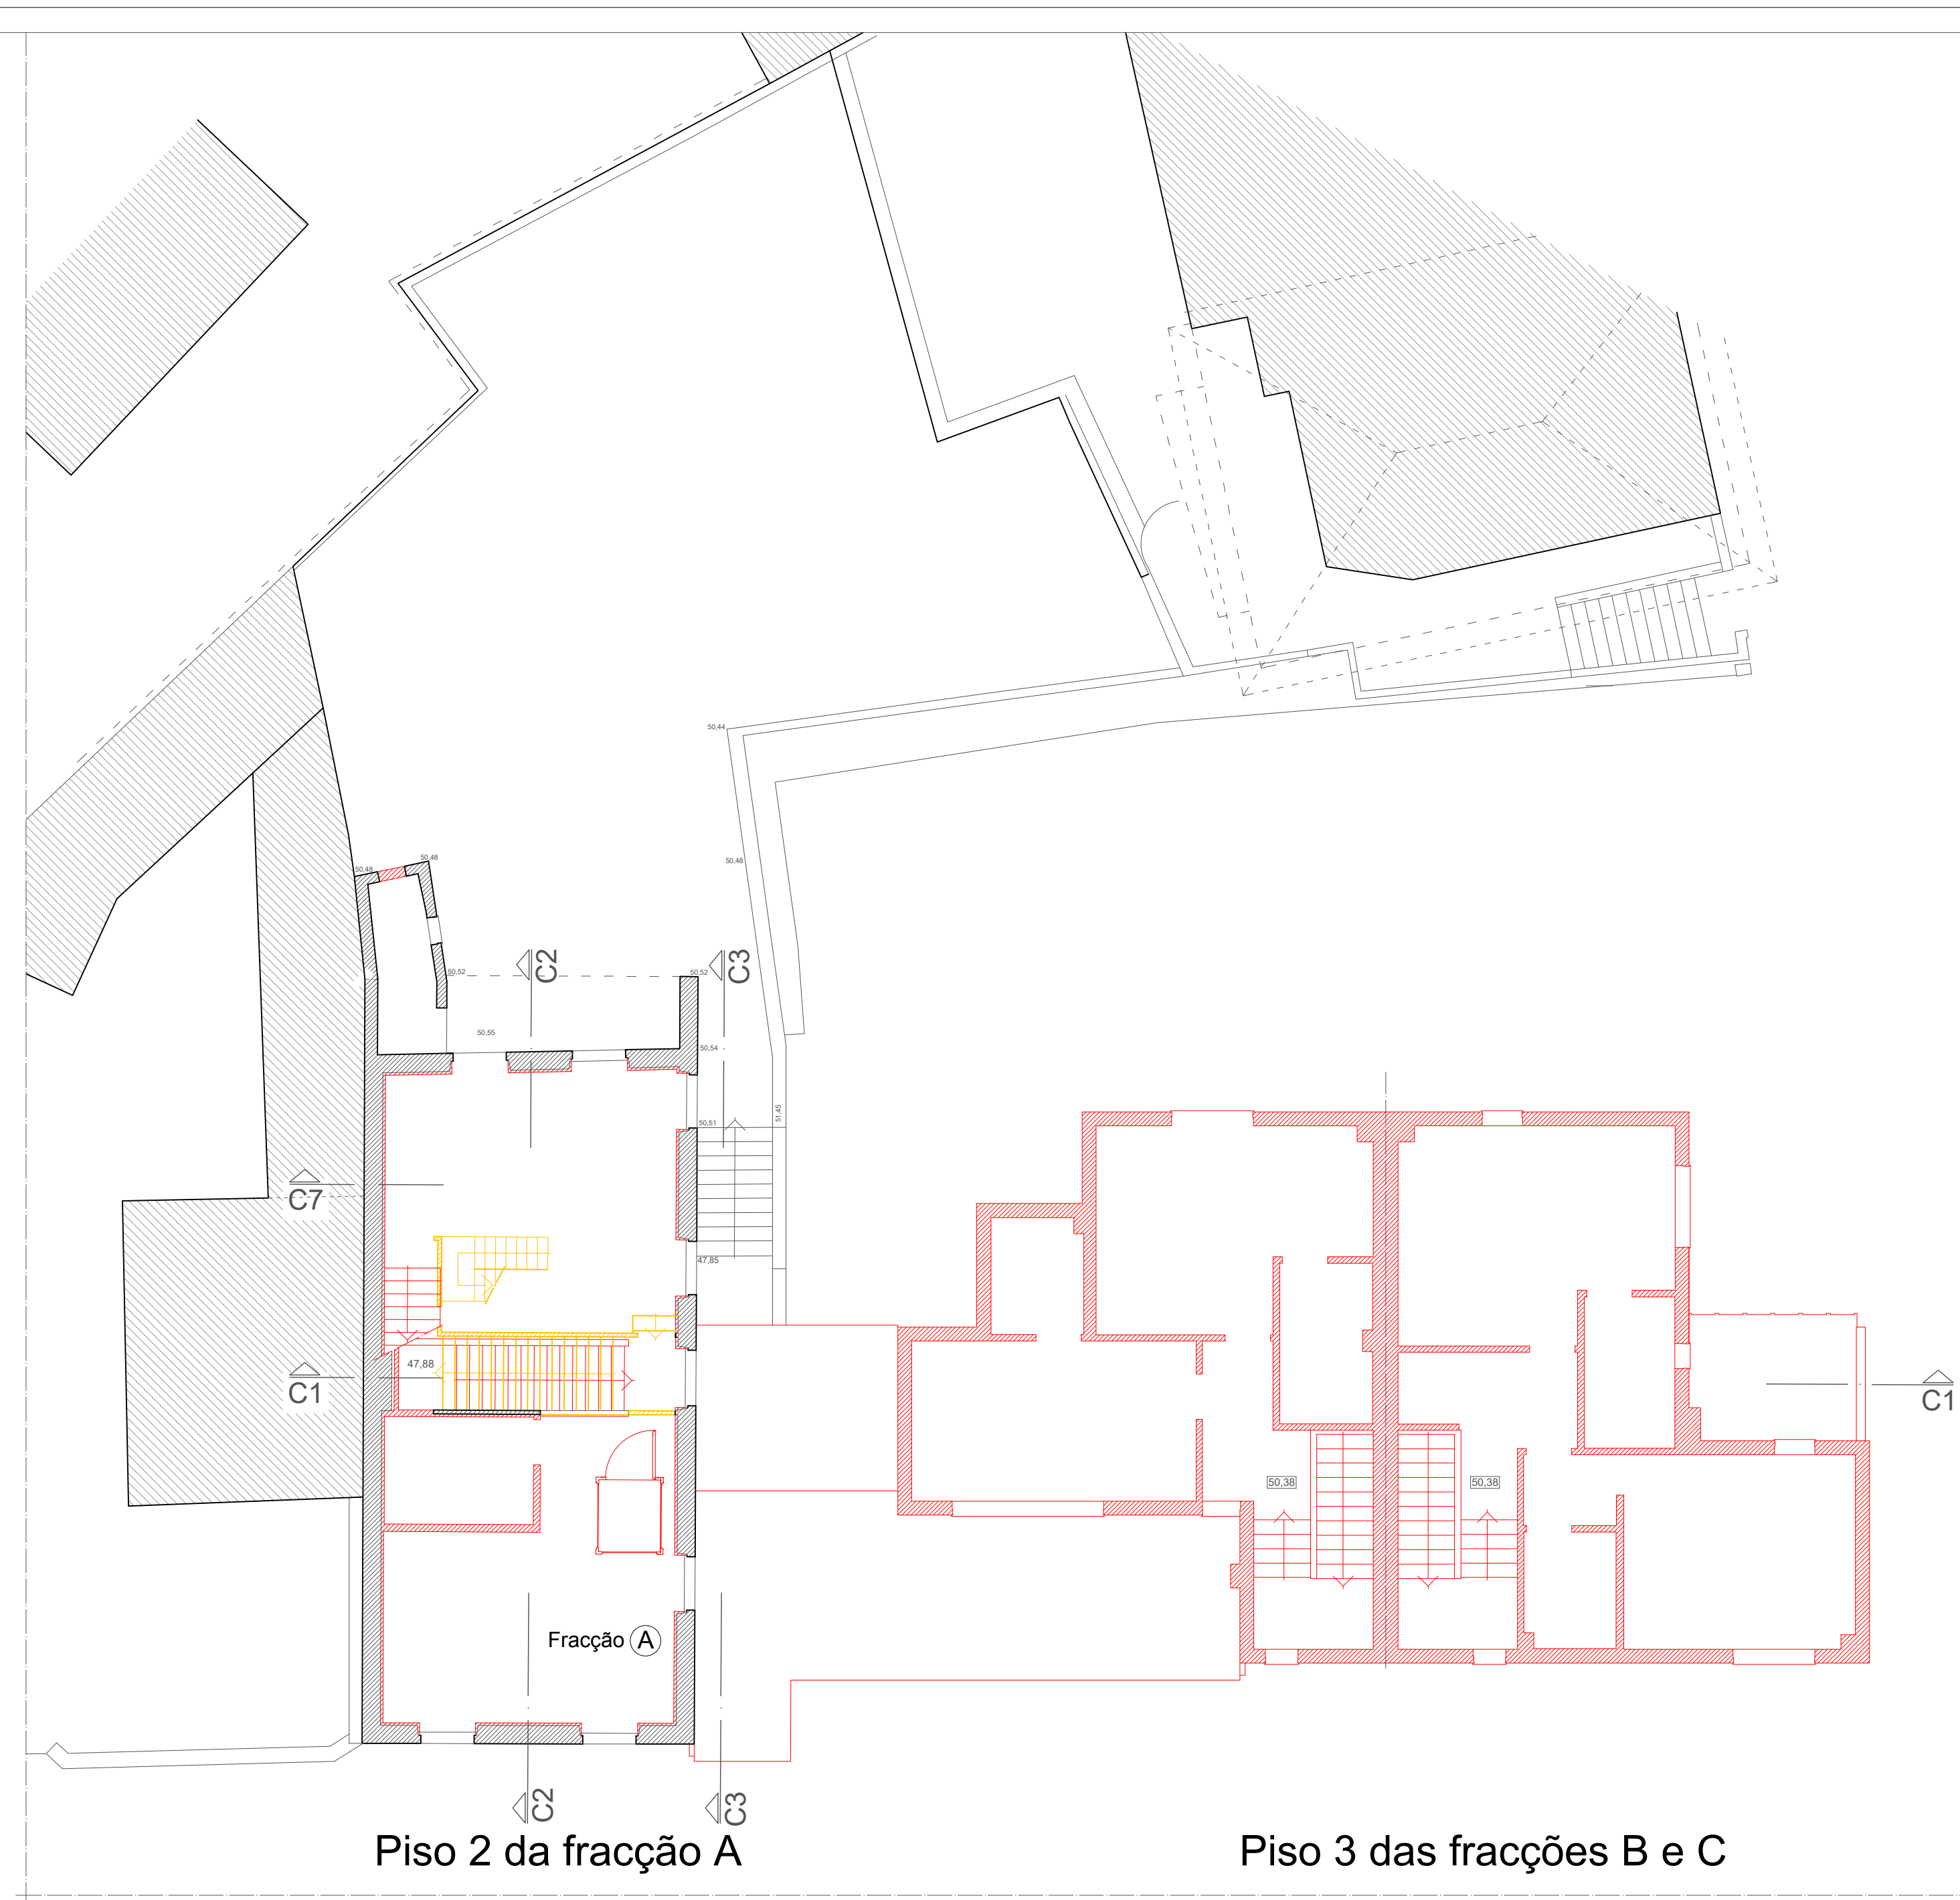 50,44
50,48
50,48
50,48
C2
C3
50,52
50,52
50,55
50,54
51,45
50,51
C7
47,85
47,88
C1
C1
50,38
50,38
Fracção A
C2
C3
Piso 2 da fracção A
Piso 3 das fracções B e C